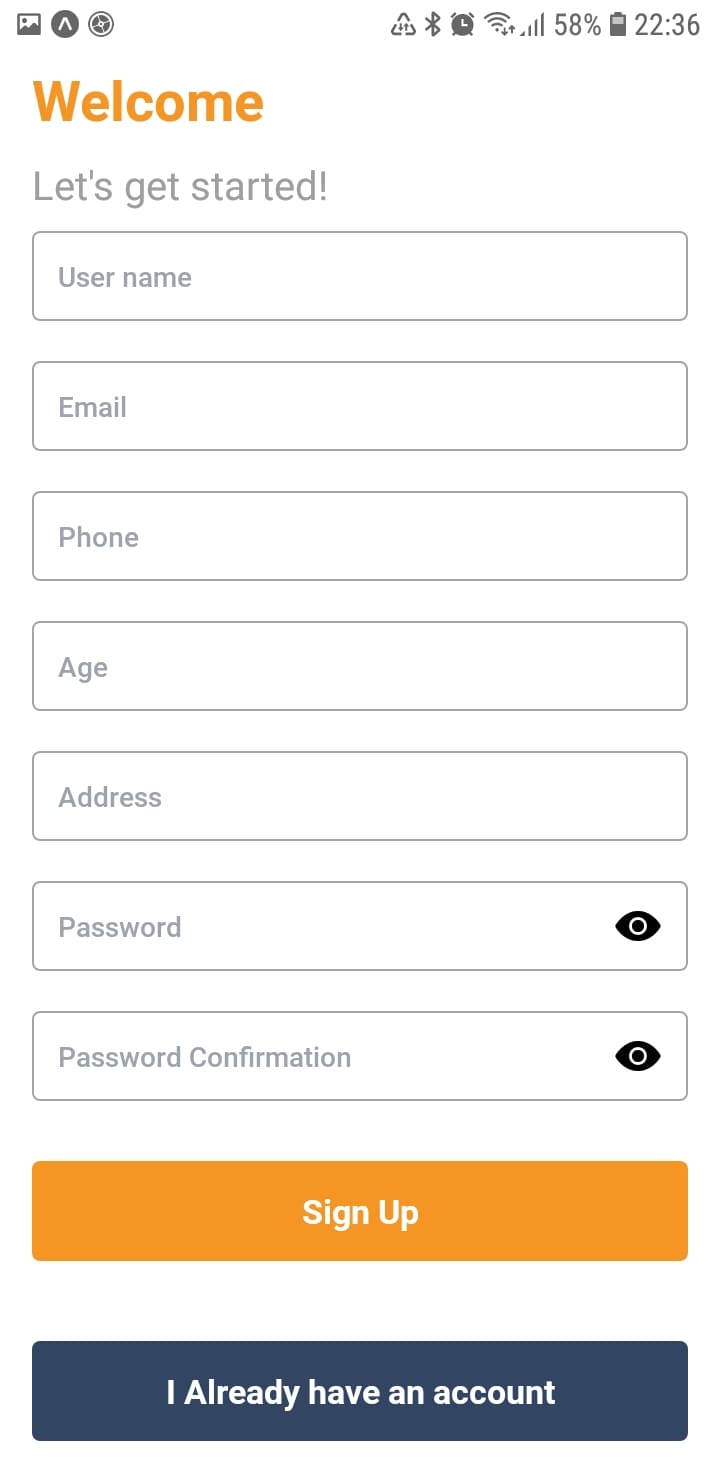 58% 22:36
Welcome
Let's get started!
User name
Email
Phone
Age
Address
Password
Password Confirmation
Sign Up
I Already have an account